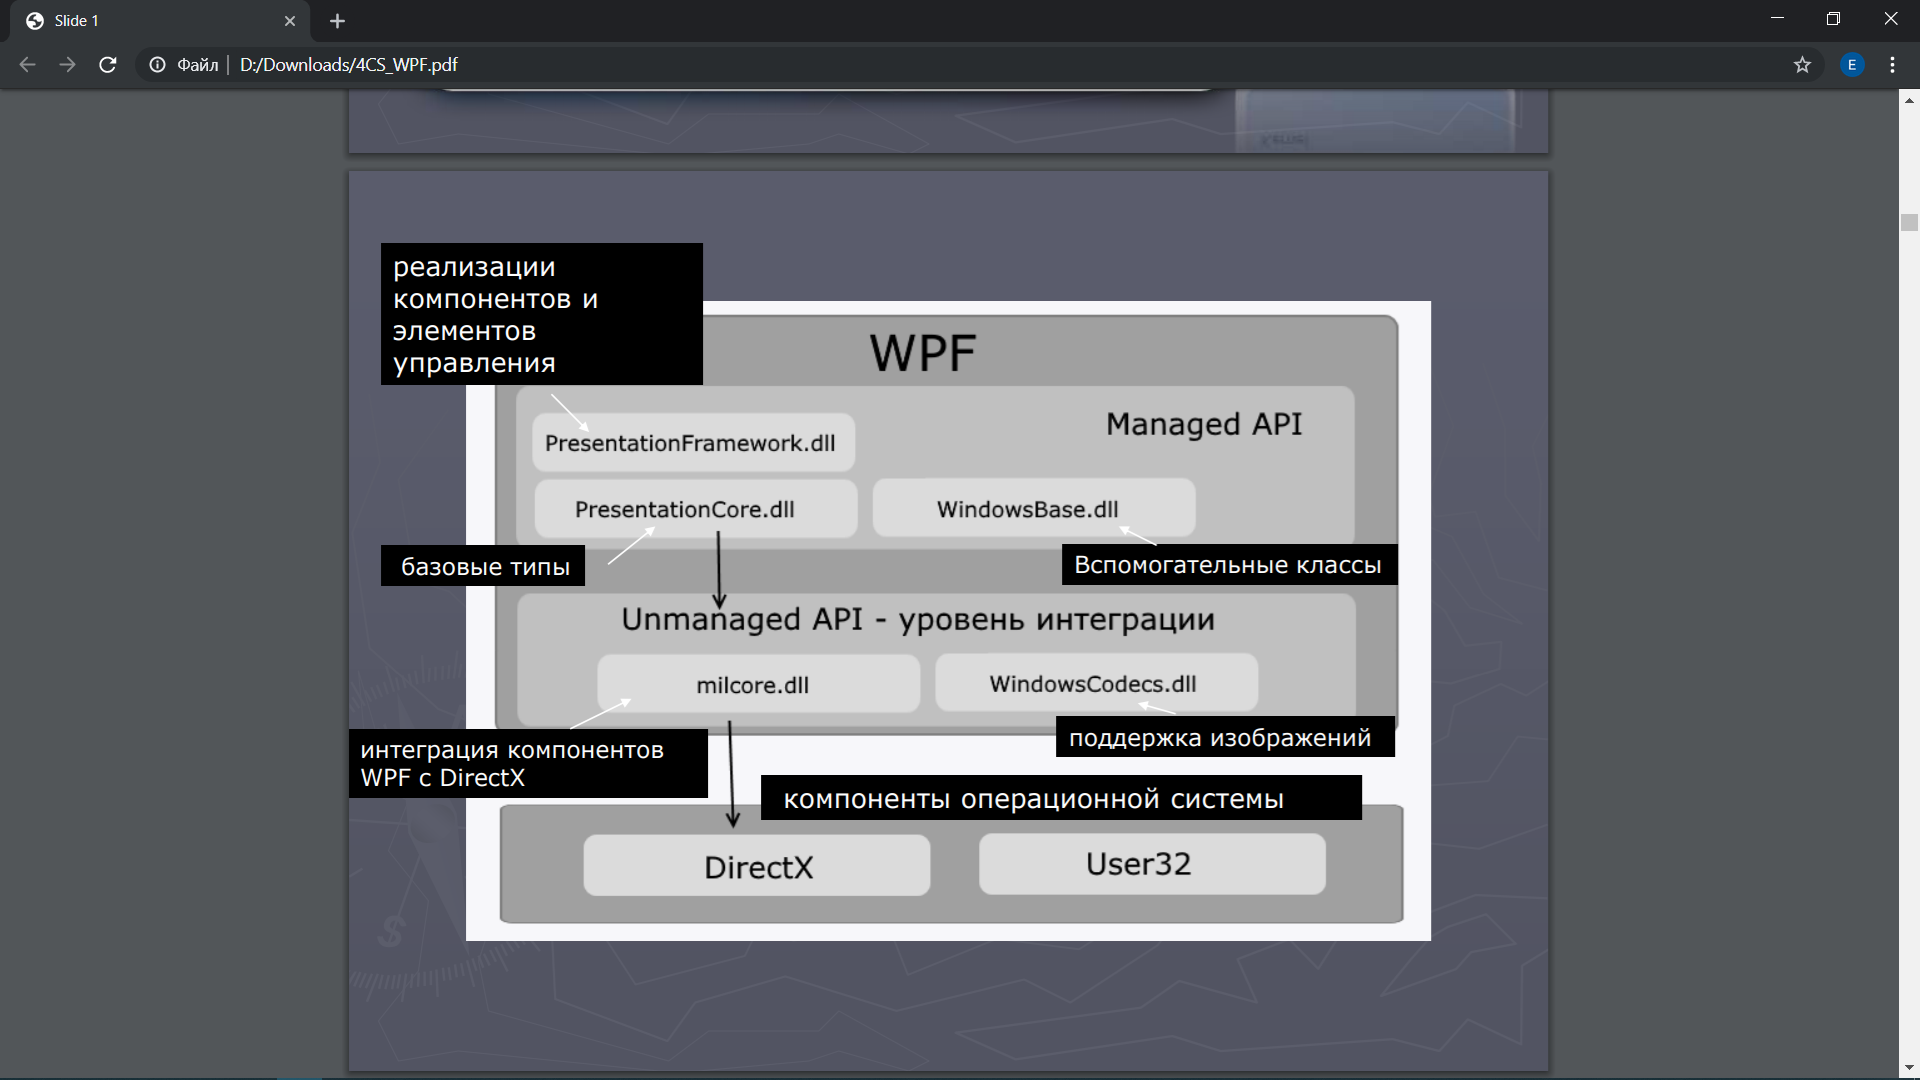 Slide 1
Файл
D:/Downloads/4CS_WPF.pdf
E
реализации
компонентов и
элементов
управления
WPF
Managed API
PresentationFramework.dll
PresentationCore.dll
WindowsBase.dll
базовые типы
Вспомогательные классы
Unmanaged API - уровень интеграции
milcore.dll
WindowsCodecs.dll
поддержка изображений
интеграция компонентов
WPF с DirectX
компоненты операционной системы
DirectX
User32
$